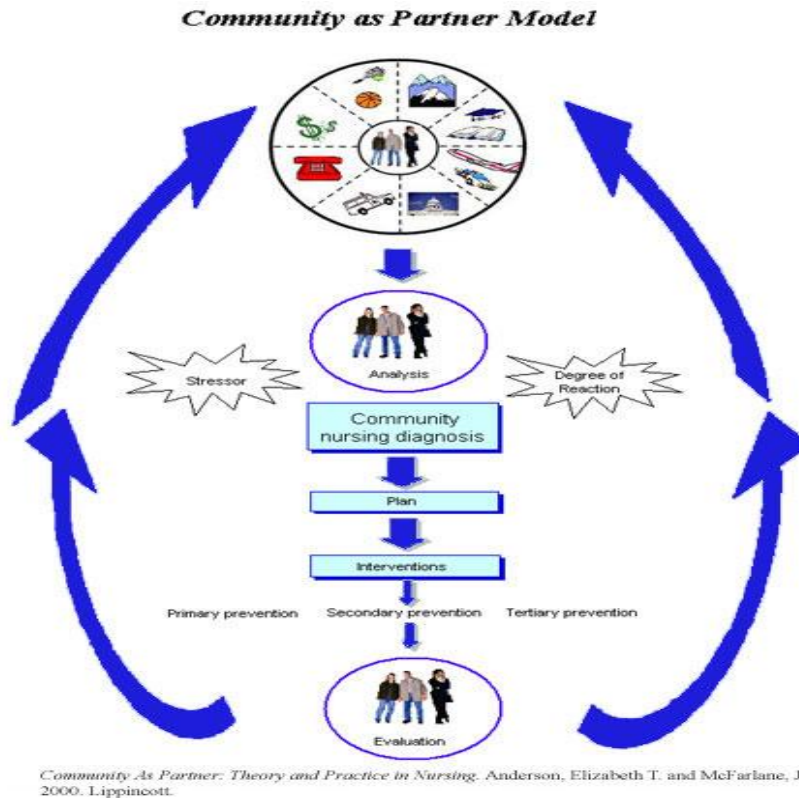 Community as Partner Model
$ $ $
Analysis
Stressor
Degree of
Reaction
Community
nursing diagnosis
Plan
Interventions
Primary prevention Secondary prevention Tertiary prevention
Evaluation
Community As Partner: Theory and Practice in Nursing. Anderson, Elizabeth T. and McFarlane, J
2000. Lippincott.